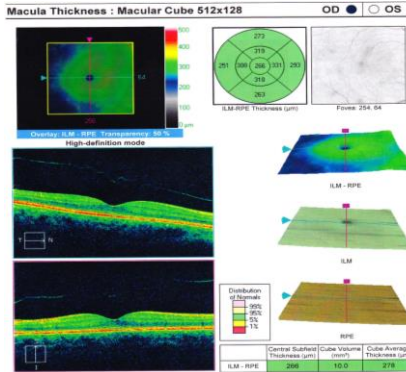 Macula Thickness : Macular Cube 512x128
OD
OS
500
400
300
200
100
0 µm
Overlay: ILM - RPE Transparency: 50 %
273
319
331
266
318
263
ILM-RPE Thickness (µm)
Fovea: 254, 64
High-definition mode
T
N
ILM - RPE
ILM
RPE
Distribution
of Normals
99%
95%
5%
1%
Central Subfield Thickness (µm)
Cube Volume (mm³)
Cube Average Thickness (µm)
ILM - RPE
266
10.0
278